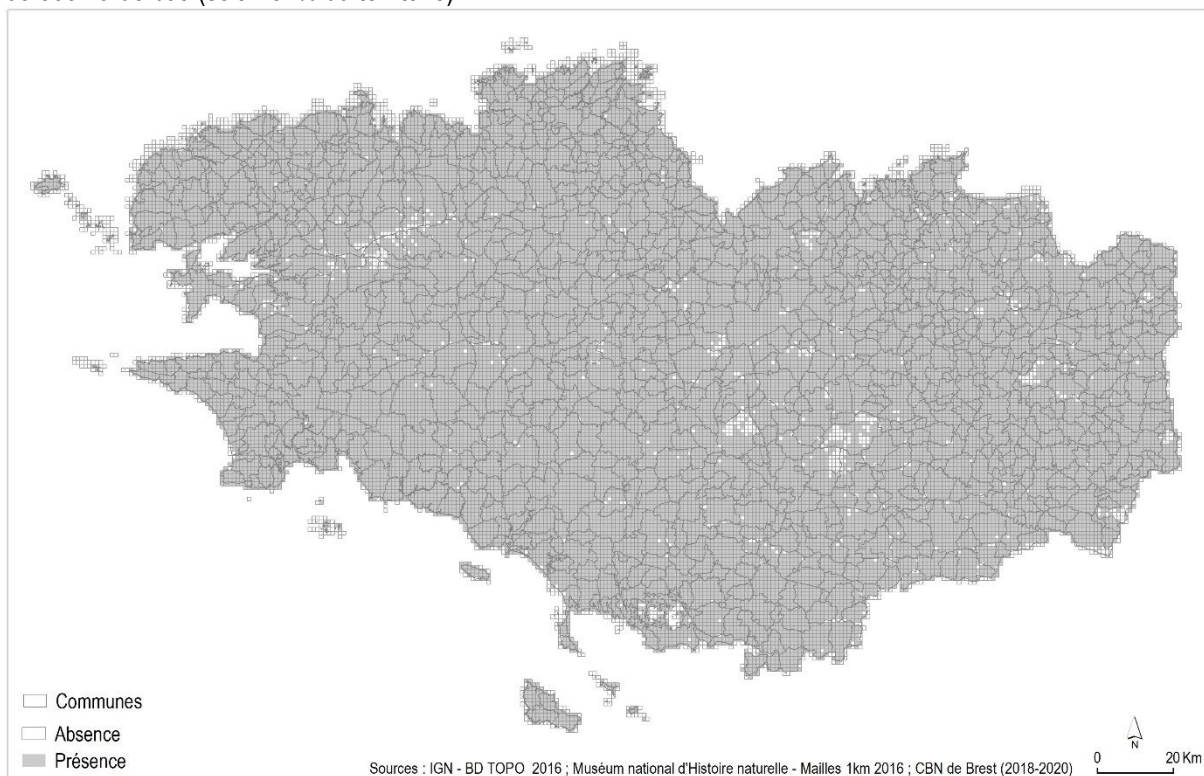 Communes
Absence
Présence
Sources : IGN - BD TOPO 2016 ; Muséum national d'Histoire naturelle - Mailles 1km 2016 ; CBN de Brest (2018-2020)
N
0 20 Km